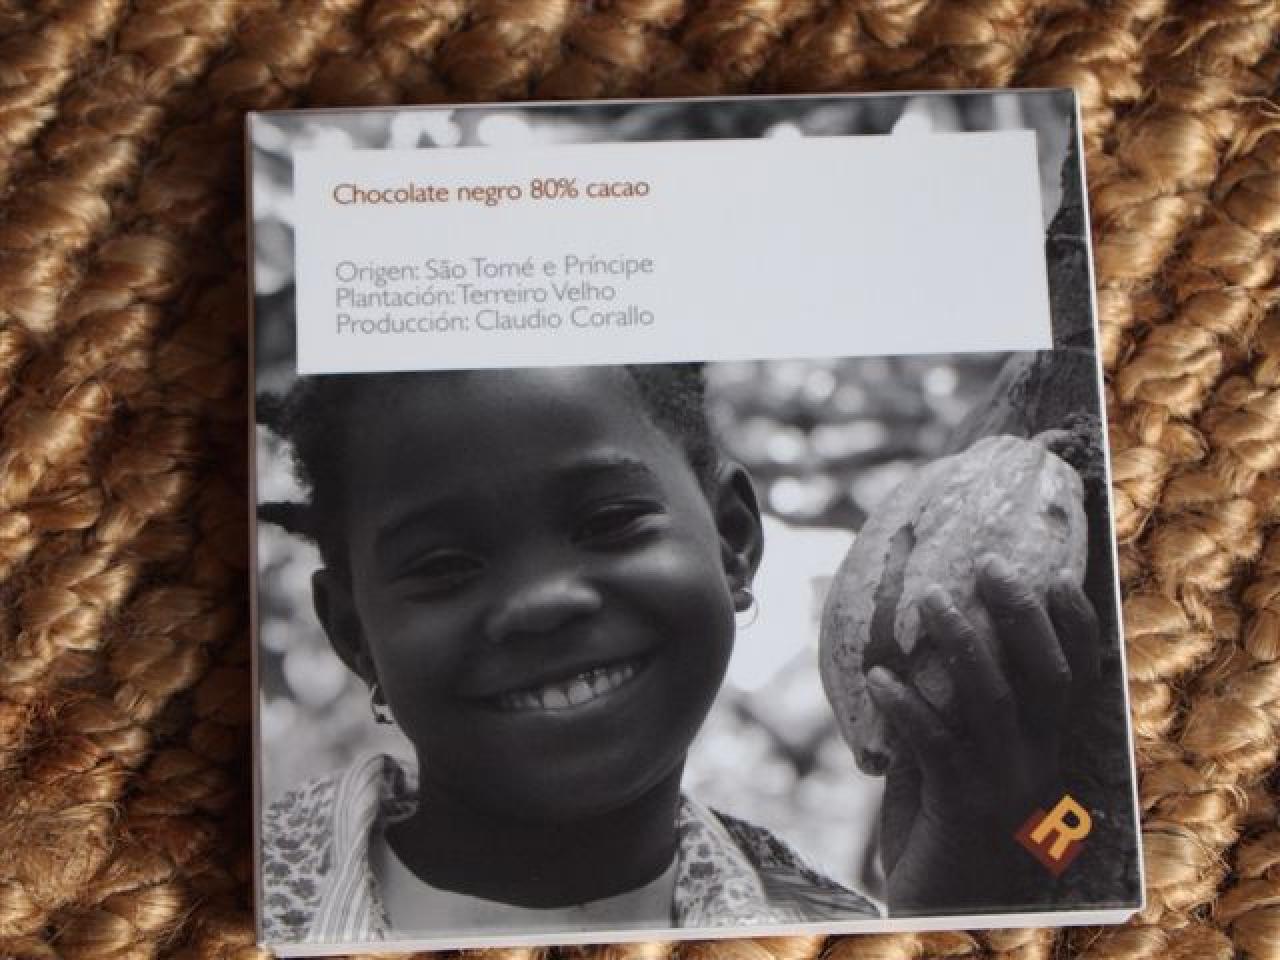 Chocolate negro 80% cacao
Origen: São Tomé e Príncipe
Plantación: Terreiro Velho
Producción: Claudio Corallo
R